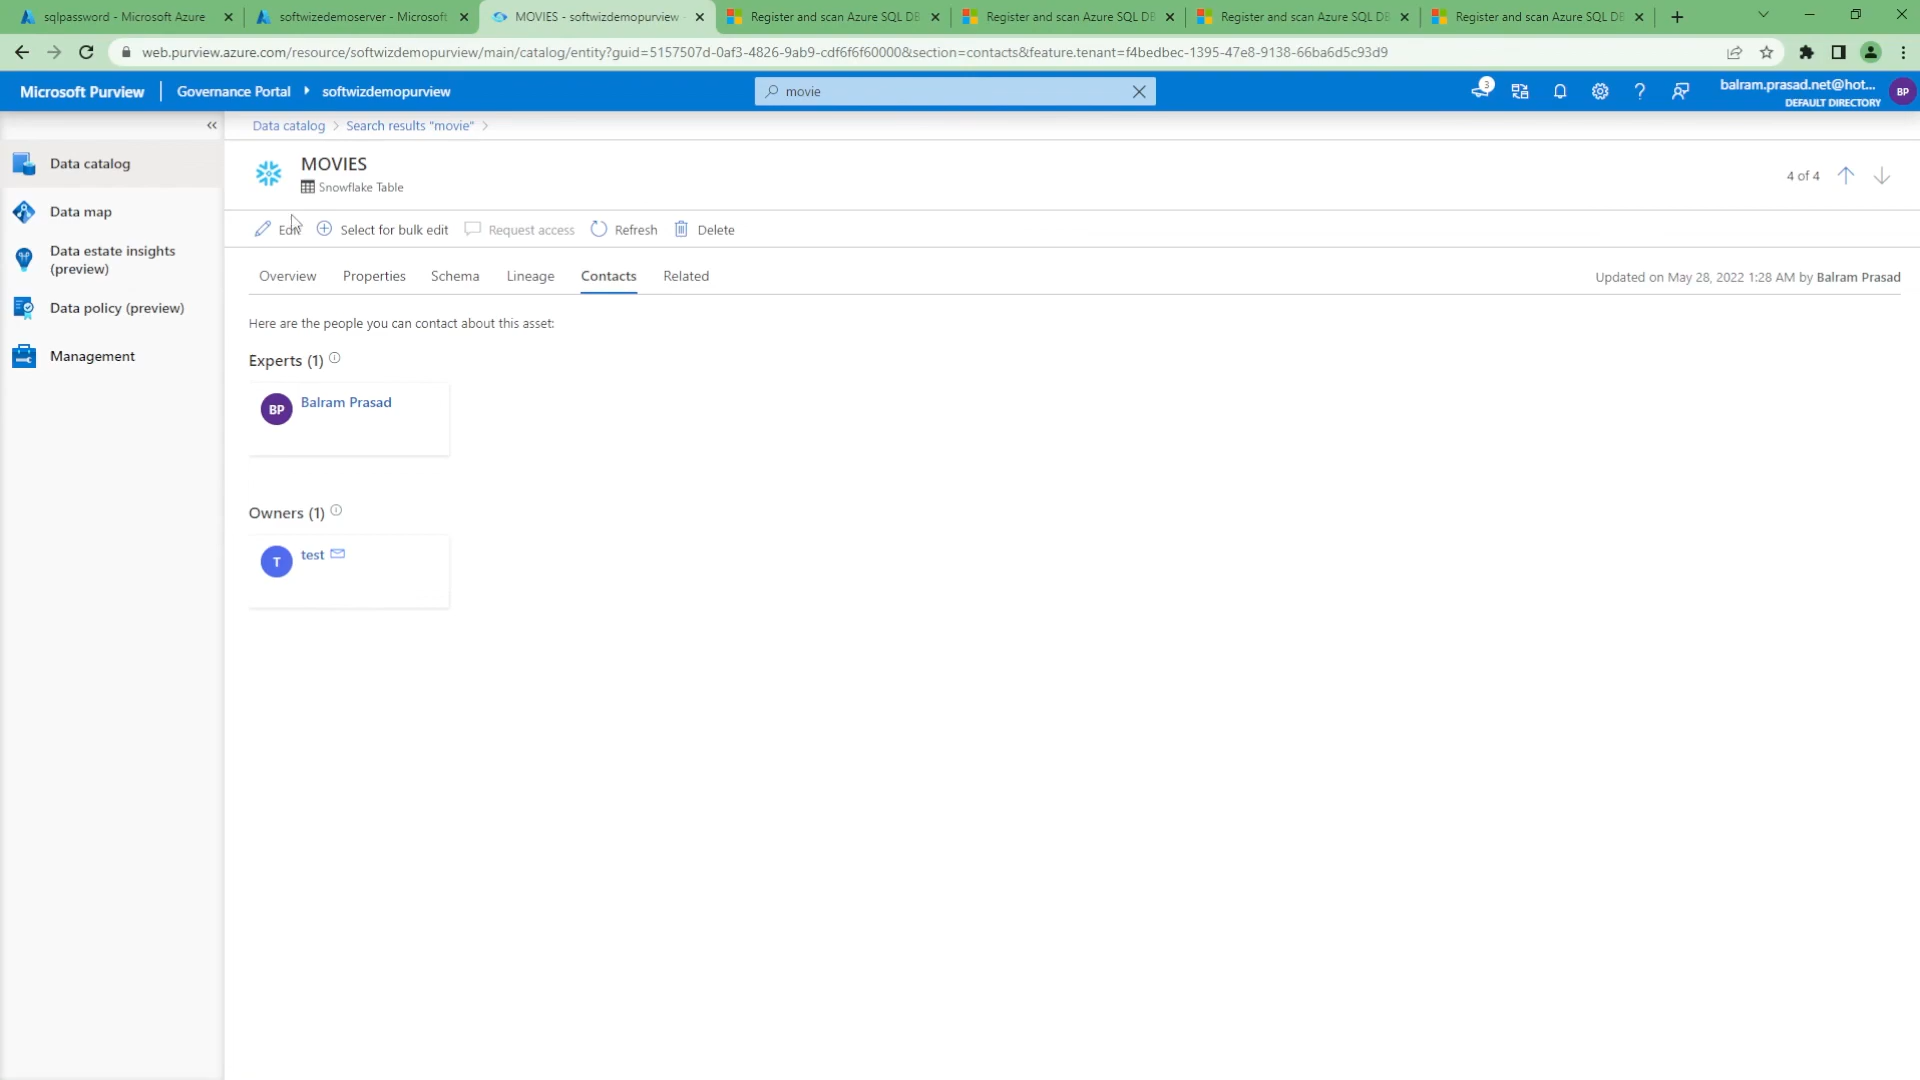 sqlpassword - Microsoft Azure
softwizedemoserver - Microsoft
MOVIES - softwizdemopurview
Register and scan Azure SQL DB
Register and scan Azure SQL DB
Register and scan Azure SQL DB
Register and scan Azure SQL DB
web.purview.azure.com/resource/softwizdemopurview/main/catalog/entity?guid=5157507d-0af3-4826-9ab9-cdf6f6f60000&section=contacts&feature.tenant=f4bedbec-1395-47e8-9138-66ba6d5c93d9
Microsoft Purview
Governance Portal
softwizdemopurview
movie
3
balram.prasad.net@hot...
DEFAULT DIRECTORY
BP
Data catalog
Data map
Data estate insights
(preview)
Data policy (preview)
Management
Data catalog > Search results "movie" >
MOVIES
Snowflake Table
4 of 4
Edit
Select for bulk edit
Request access
Refresh
Delete
Overview
Properties
Schema
Lineage
Contacts
Related
Updated on May 28, 2022 1:28 AM by Balram Prasad
Here are the people you can contact about this asset:
Experts (1)
BP
Balram Prasad
Owners (1)
T
test